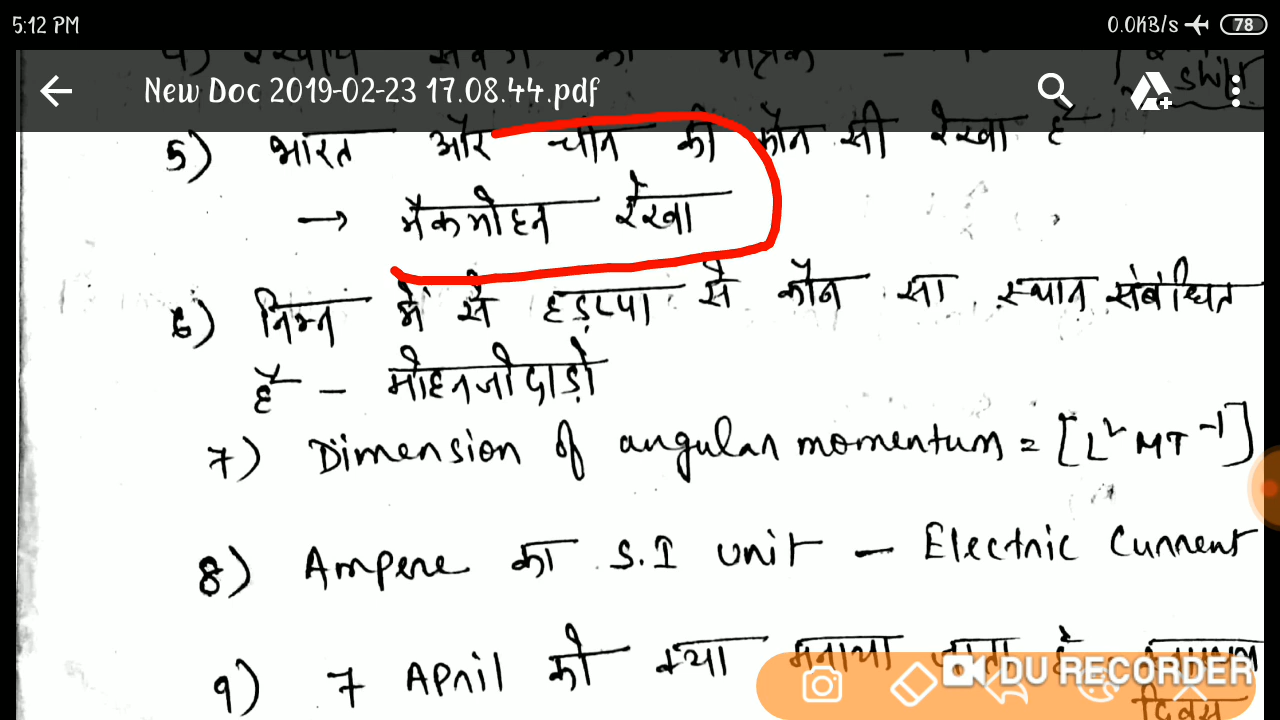 5:12 PM
0.0KB/s
78
New Doc 2019-02-23 17.08.44.pdf
shift
5) भारत और चीन की कौन सी रेखा है
→ मैकमोहन रेखा
6) निम्न में से हड़प्पा से कौन सा स्थान संबंधित
है - मोहनजोदाड़ो
7) Dimension of angular momentum = [L² MT⁻¹]
8) Ampere का S.I unit - Electric Current
9) 7 April को क्या मनाया जाता है
दिवस
DU RECORDER